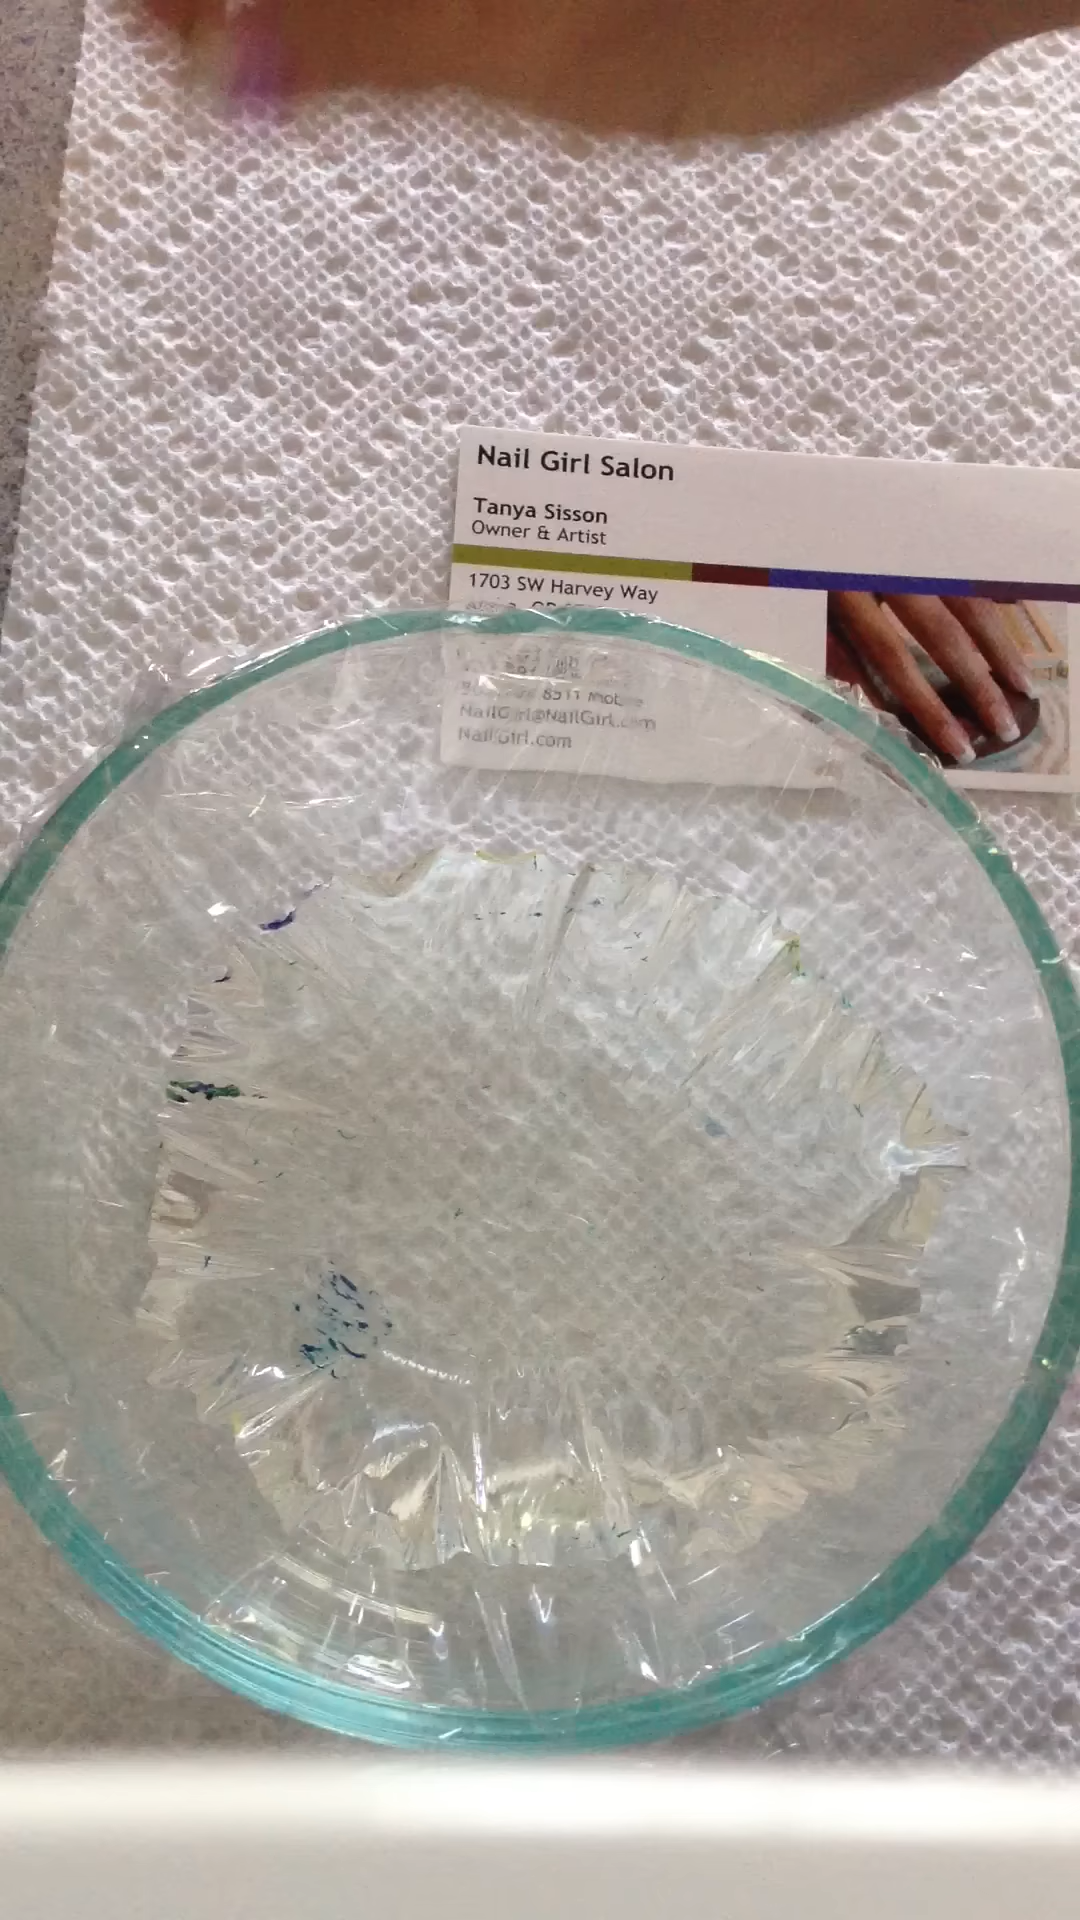 Nail Girl Salon
Tanya Sisson
Owner & Artist
1703 SW Harvey Way
8511 Mobile
NailGirl@NailGirl.com
NailGirl.com